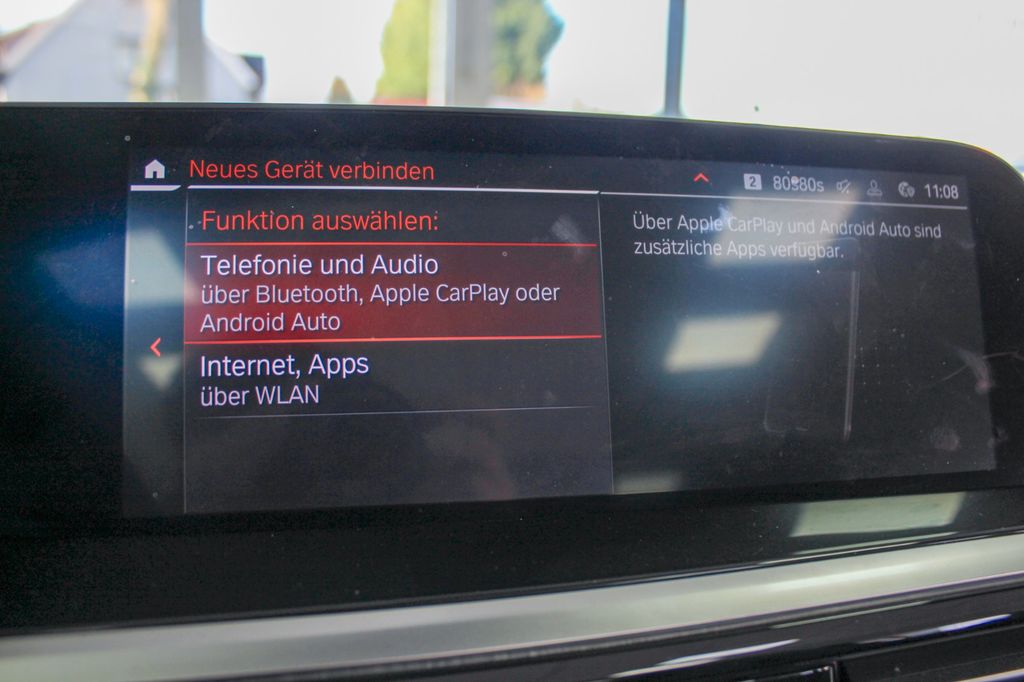 Neues Gerät verbinden
2 80s80s 11:08
Funktion auswählen:
Telefonie und Audio
über Bluetooth, Apple CarPlay oder
Android Auto
Internet, Apps
über WLAN
Über Apple CarPlay und Android Auto sind
zusätzliche Apps verfügbar.